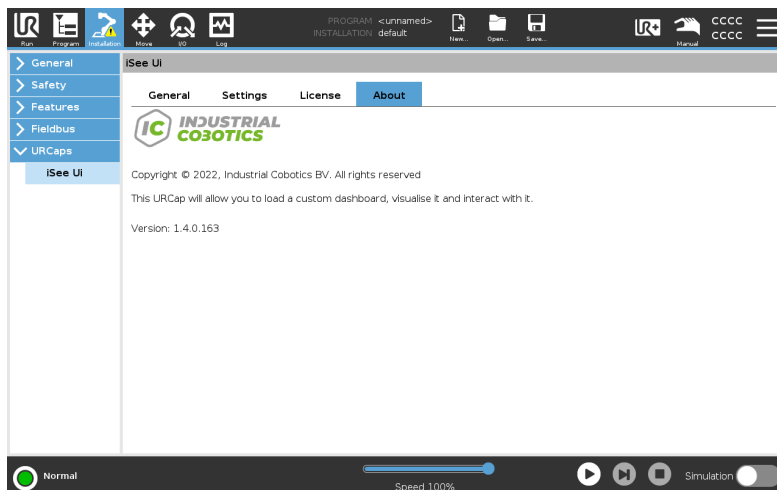 UR
Run
Program
Installation
Move
I/O
Log
PROGRAM <unnamed>
INSTALLATION default
New...
Open...
Save...
UR+
Manual
CCCC
CCCC
General
Safety
Features
Fieldbus
URCaps
iSee Ui
iSee Ui
General Settings License About
IC INDUSTRIAL
COBOTICS
Copyright © 2022, Industrial Cobotics BV. All rights reserved
This URCap will allow you to load a custom dashboard, visualise it and interact with it.
Version: 1.4.0.163
Normal
Speed 100%
Simulation